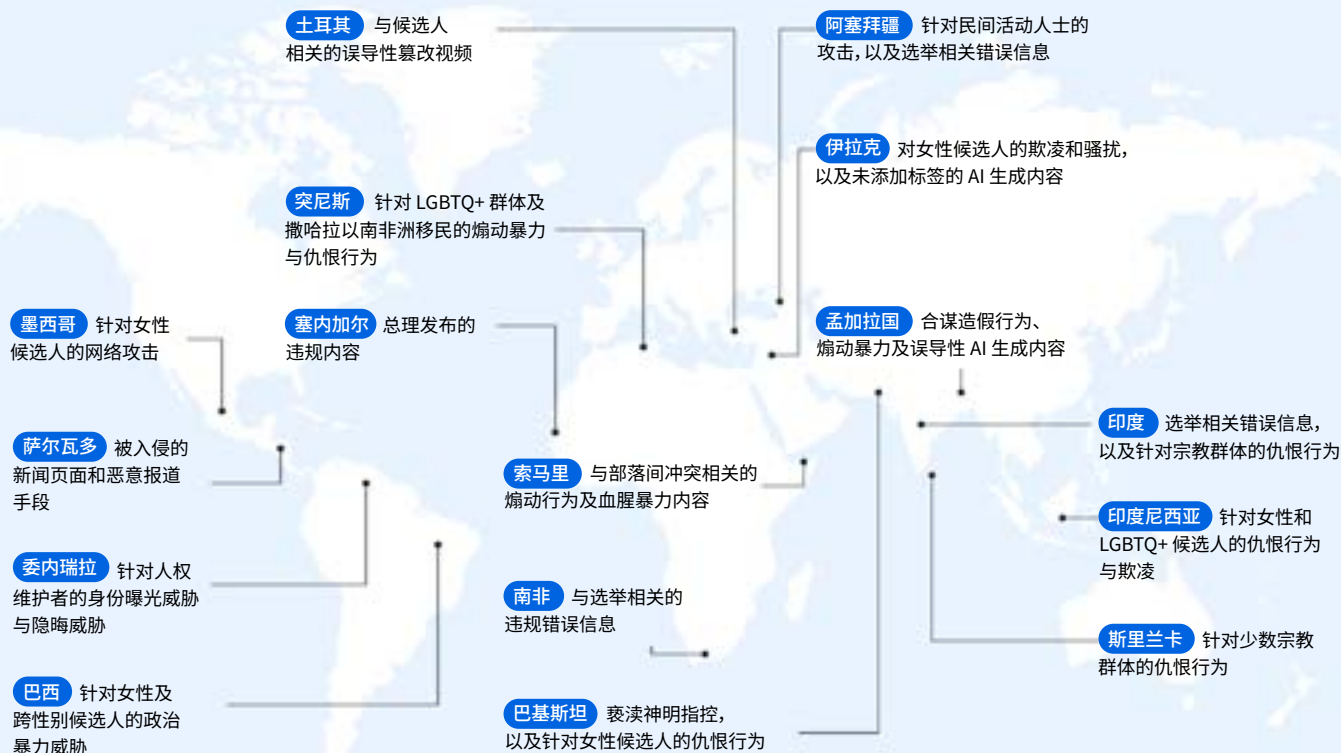 土耳其 与候选人
相关的误导性篡改视频
阿塞拜疆 针对民间活动人士的
攻击，以及选举相关错误信息
伊拉克 对女性候选人的欺凌和骚扰，
以及未添加标签的 AI 生成内容
突尼斯 针对 LGBTQ+ 群体及
撒哈拉以南非洲移民的煽动暴力
与仇恨行为
墨西哥 针对女性
候选人的网络攻击
塞内加尔 总理发布的
违规内容
孟加拉国 合谋造假行为、
煽动暴力及误导性 AI 生成内容
萨尔瓦多 被入侵的
新闻页面和恶意报道
手段
索马里 与部落间冲突相关的
煽动行为及血腥暴力内容
印度 选举相关错误信息，
以及针对宗教群体的仇恨行为
印度尼西亚 针对女性和
LGBTQ+ 候选人的仇恨行为
与欺凌
委内瑞拉 针对人权
维护者的身份曝光威胁
与隐晦威胁
南非 与选举相关的
违规错误信息
斯里兰卡 针对少数宗教
群体的仇恨行为
巴西 针对女性及
跨性别候选人的政治
暴力威胁
巴基斯坦 亵渎神明指控，
以及针对女性候选人的仇恨行为